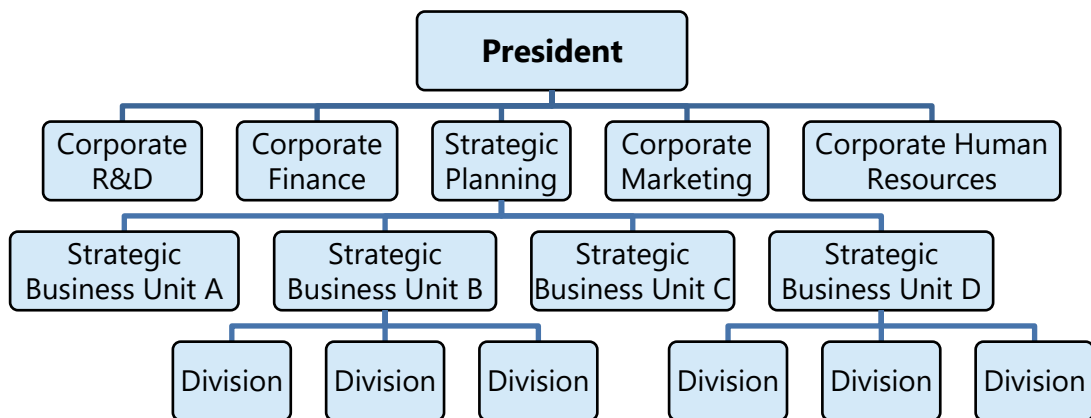 President
Corporate
R&D
Corporate
Finance
Strategic
Planning
Corporate
Marketing
Corporate Human
Resources
Strategic
Business Unit A
Strategic
Business Unit B
Strategic
Business Unit C
Strategic
Business Unit D
Division
Division
Division
Division
Division
Division